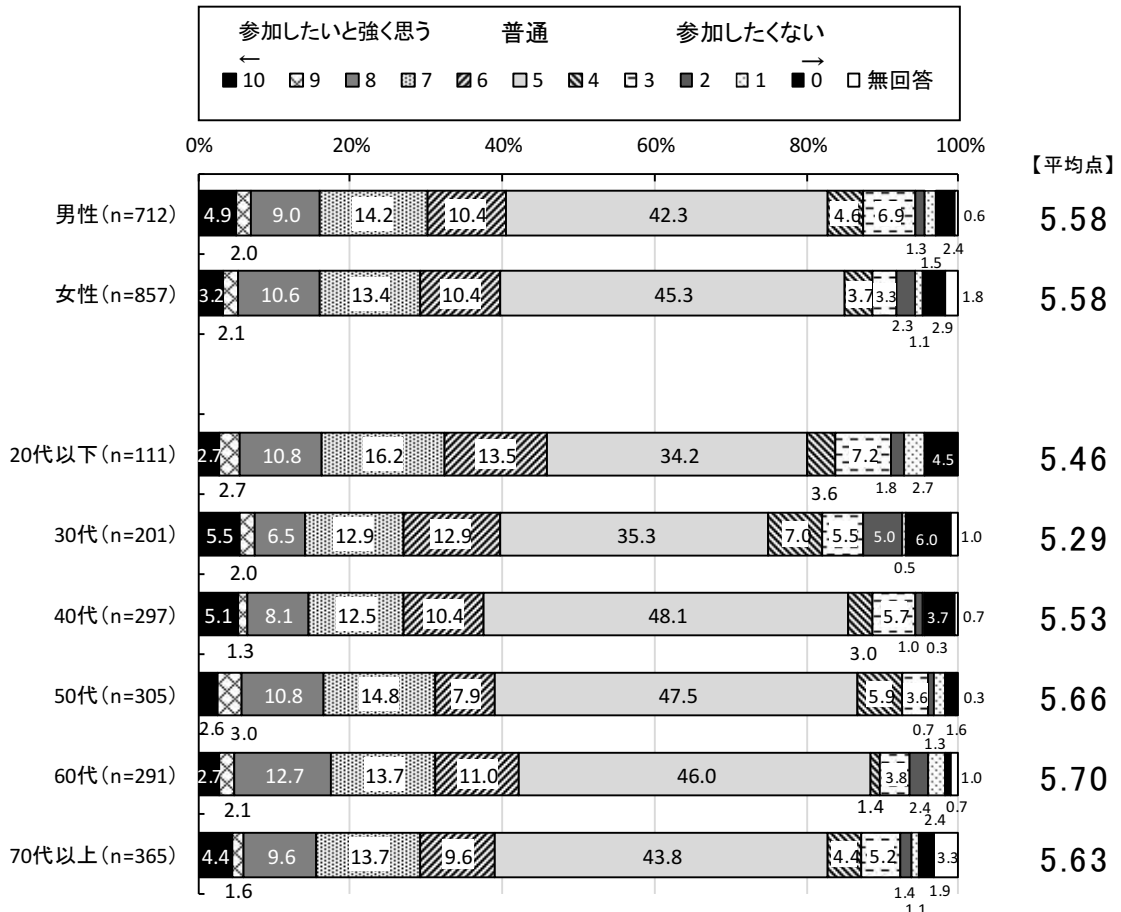 参加したいと強く思う 普通 参加したくない
← →
10 9 8 7 6 5 4 3 2 1 0 無回答
0% 20% 40% 60% 80% 100%
【平均点】
男性(n=712) 4.9 9.0 14.2 10.4 42.3 4.6 6.9 0.6 5.58
2.0 1.3 1.5 2.4
女性(n=857) 3.2 10.6 13.4 10.4 45.3 3.7 3.3 1.8 5.58
2.1 2.3 1.1 2.9
20代以下(n=111) 2.7 10.8 16.2 13.5 34.2 7.2 4.5 5.46
2.7 3.6 1.8 2.7
30代(n=201) 5.5 6.5 12.9 12.9 35.3 7.0 5.5 5.0 6.0 1.0 5.29
2.0 0.5
40代(n=297) 5.1 8.1 12.5 10.4 48.1 5.7 3.7 0.7 5.53
1.3 3.0 1.0 0.3
50代(n=305) 10.8 14.8 7.9 47.5 5.9 3.6 0.3 5.66
2.6 3.0 0.7 1.3 1.6
60代(n=291) 2.7 12.7 13.7 11.0 46.0 3.8 1.0 5.70
2.1 1.4 2.4 2.4 0.7
70代以上(n=365) 4.4 9.6 13.7 9.6 43.8 4.4 5.2 3.3 5.63
1.6 1.4 1.1 1.9